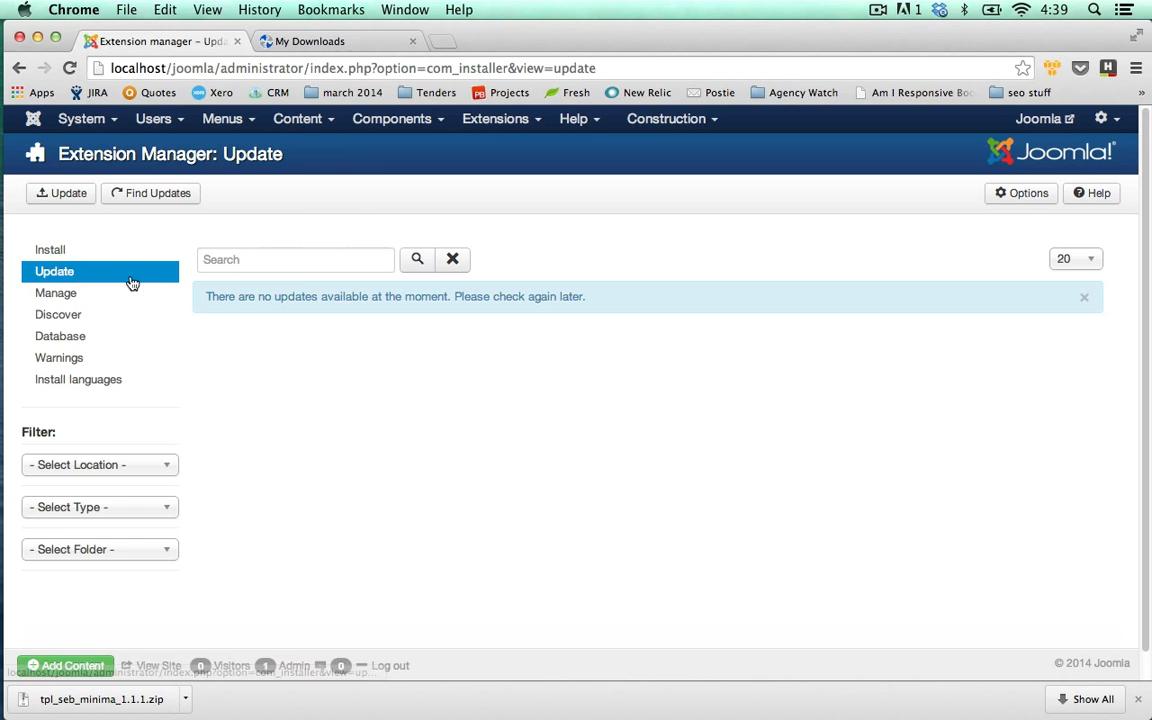 Chrome File Edit View History Bookmarks Window Help 1 4:39
Extension manager – Upda My Downloads
localhost/joomla/administrator/index.php?option=com_installer&view=update
Apps JIRA Quotes Xero CRM march 2014 Tenders Projects Fresh New Relic Postie Agency Watch Am I Responsive Bo seo stuff »
System Users Menus Content Components Extensions Help Construction Joomla
Extension Manager: Update Joomla!
Update Find Updates Options Help
Install
Search 20
Update
Manage
There are no updates available at the moment. Please check again later.
Discover
Database
Warnings
Install languages
Filter:
- Select Location -
- Select Type -
- Select Folder -
Add Content View Site 0 Visitors 1 Admin 0 Log out © 2014 Joomla
localhost/joomla/administrator/index.php?option=com_installer&view=up...
tpl_seb_minima_1.1.1.zip Show All